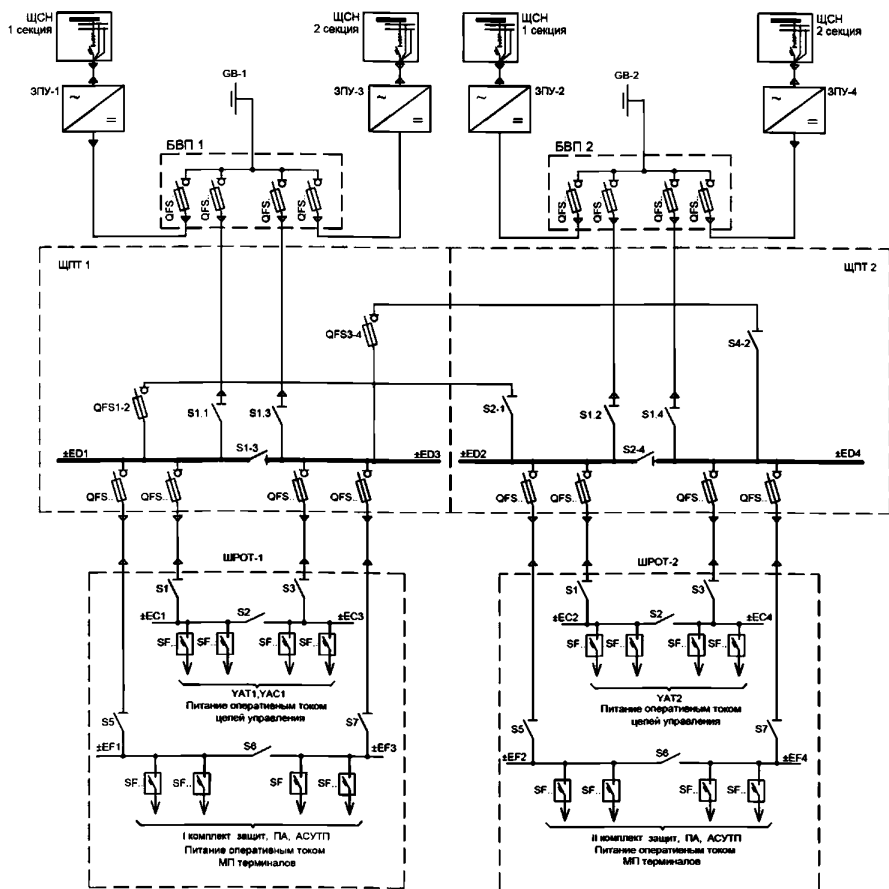 ЩСН
1 секция
ЩСН
2 секция
ЩСН
1 секция
ЩСН
2 секция
ЗПУ-1
GB-1
ЗПУ-3
ЗПУ-2
GB-2
ЗПУ-4
~
=
~
=
~
=
~
=
БВП 1
БВП 2
QFS..
QFS..
QFS..
QFS..
QFS..
QFS..
QFS..
QFS..
ЩПТ 1
ЩПТ 2
QFS3-4
S4-2
QFS1-2
S1.1
S1.3
S2-1
S1.2
S1.4
±ED1
S1-3
±ED3
±ED2
S2-4
±ED4
QFS..
QFS..
QFS..
QFS..
QFS..
QFS..
QFS..
QFS..
ШРОТ-1
ШРОТ-2
S1
S3
S1
S3
±EC1
S2
±EC3
±EC2
S2
±EC4
SF..
SF..
SF..
SF..
SF..
SF..
SF..
SF..
YAT1,YAC1
Питание оперативным током
цепей управления
YAT2
Питание оперативным током
цепей управления
S5
S7
S5
S7
±EF1
S6
±EF3
±EF2
S6
±EF4
SF..
SF..
SF..
SF..
SF..
SF..
SF..
SF..
I комплект защит, ПА, АСУТП
Питание оперативным током
МП терминалов
II комплект защит, ПА, АСУТП
Питание оперативным током
МП терминалов